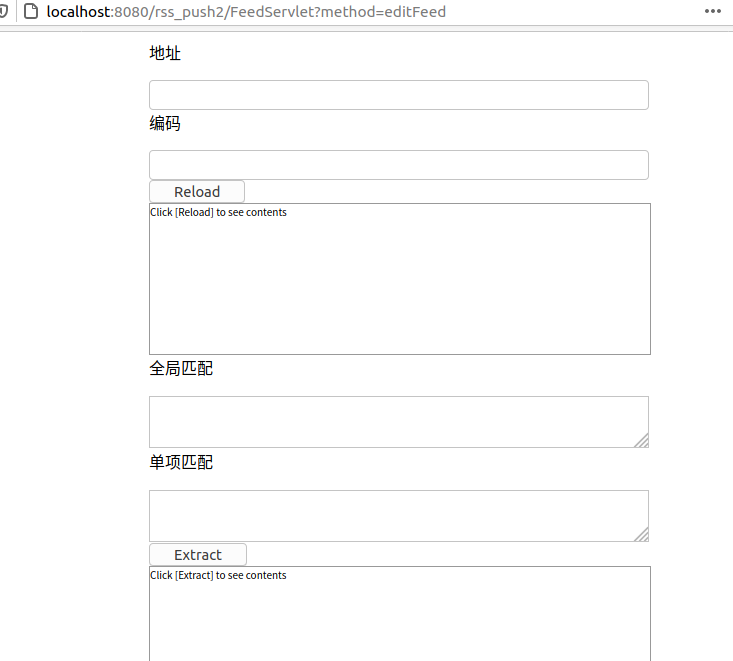 localhost:8080/rss_push2/FeedServlet?method=editFeed
地址
编码
Reload
Click [Reload] to see contents
全局匹配
单项匹配
Extract
Click [Extract] to see contents